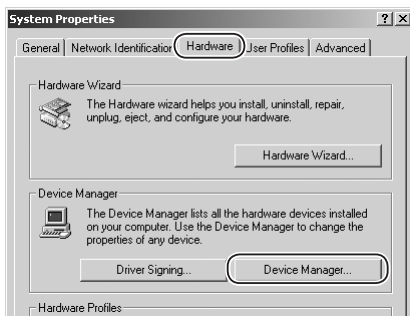 System Properties
General Network Identification Hardware User Profiles Advanced
Hardware Wizard
The Hardware wizard helps you install, uninstall, repair,
unplug, eject, and configure your hardware.
Hardware Wizard...
Device Manager
The Device Manager lists all the hardware devices installed
on your computer. Use the Device Manager to change the
properties of any device.
Driver Signing... Device Manager...
Hardware Profiles